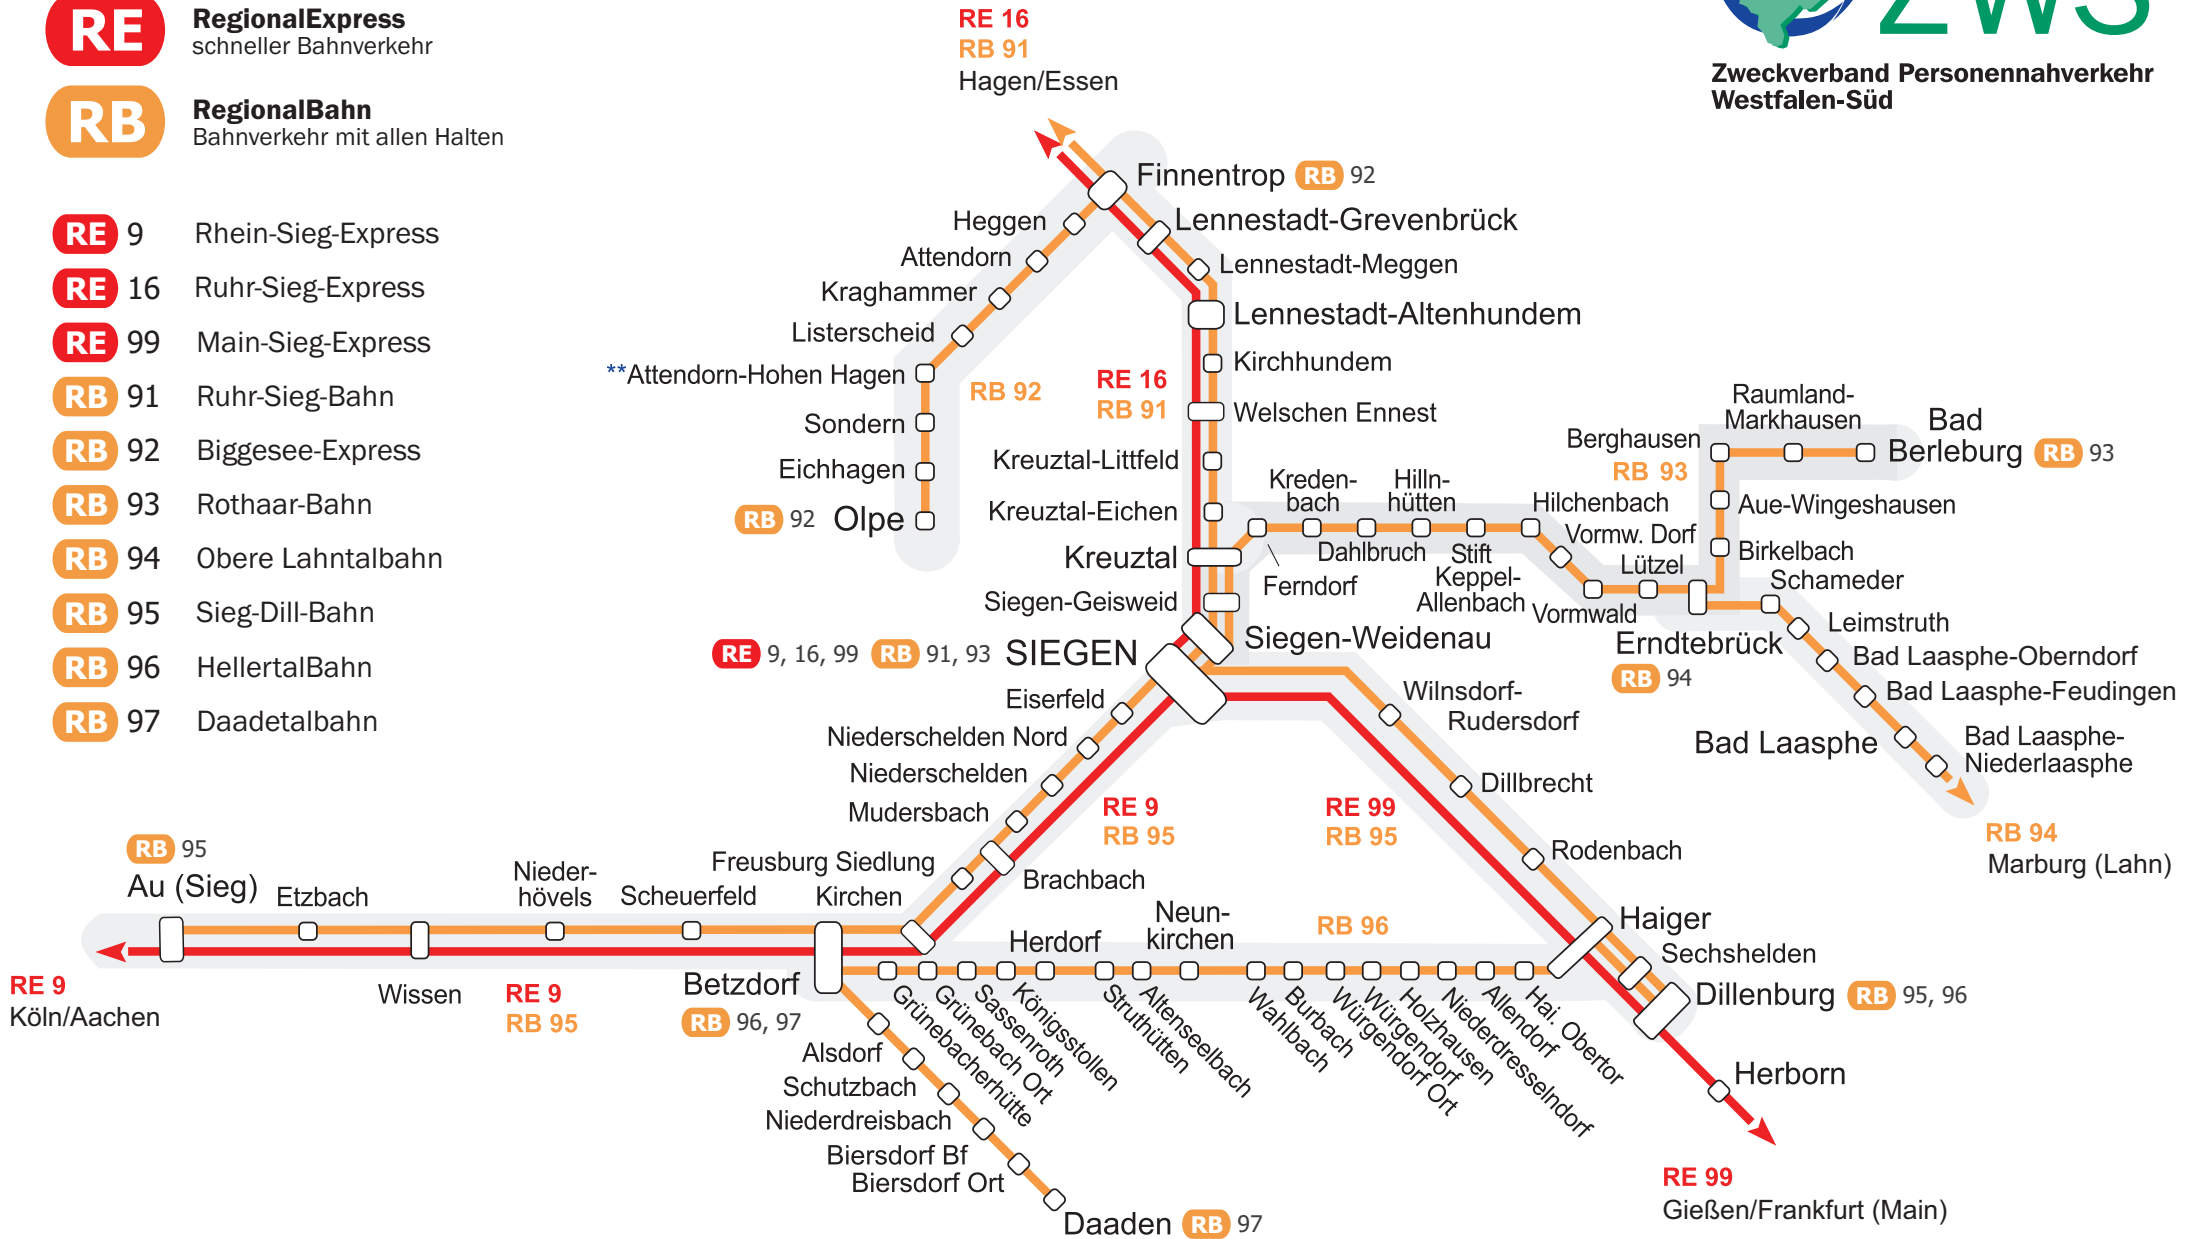 RE
RegionalExpress
schneller Bahnverkehr
RB
RegionalBahn
Bahnverkehr mit allen Halten
RE 9 Rhein-Sieg-Express
RE 16 Ruhr-Sieg-Express
RE 99 Main-Sieg-Express
RB 91 Ruhr-Sieg-Bahn
RB 92 Biggesee-Express
RB 93 Rothaar-Bahn
RB 94 Obere Lahntalbahn
RB 95 Sieg-Dill-Bahn
RB 96 HellertalBahn
RB 97 Daadetalbahn
ZWS
Zweckverband Personennahverkehr
Westfalen-Süd
RE 16
RB 91
Hagen/Essen
Finnentrop RB 92
Heggen
Attendorn
Kraghammer
Listerscheid
**Attendorn-Hohen Hagen
Sondern
Eichhagen
RB 92 Olpe
RB 92
Lennestadt-Grevenbrück
Lennestadt-Meggen
Lennestadt-Altenhundem
Kirchhundem
RE 16
RB 91
Welschen Ennest
Kreuztal-Littfeld
Kreuztal-Eichen
Kreuztal
Siegen-Geisweid
Siegen-Weidenau
RE 9, 16, 99 RB 91, 93 SIEGEN
Ferndorf
Kreden-
bach
Dahlbruch
Hilln-
hütten
Stift
Keppel-
Allenbach
Hilchenbach
Vormw. Dorf
Vormwald
Lützel
Erndtebrück
RB 94
Birkelbach
Aue-Wingeshausen
Berghausen
RB 93
Raumland-
Markhausen
Bad
Berleburg RB 93
Schameder
Leimstruth
Bad Laasphe-Oberndorf
Bad Laasphe-Feudingen
Bad Laasphe
Bad Laasphe-
Niederlaasphe
RB 94
Marburg (Lahn)
Eiserfeld
Niederschelden Nord
Niederschelden
Mudersbach
Brachbach
Freusburg Siedlung
Kirchen
RE 9
RB 95
RE 99
RB 95
Wilnsdorf-
Rudersdorf
Dillbrecht
Rodenbach
Haiger
Sechshelden
Dillenburg RB 95, 96
Herborn
RE 99
Gießen/Frankfurt (Main)
RB 95
Au (Sieg)
Etzbach
Wissen
Nieder-
hövels
Scheuerfeld
Betzdorf
RB 96, 97
RE 9
Köln/Aachen
RE 9
RB 95
Grünebacherhütte
Grünebach Ort
Sassenroth
Königsstollen
Herdorf
Struthütten
Altenseelbach
Neun-
kirchen
RB 96
Wahlbach
Burbach
Würgendorf Ort
Würgendorf
Holzhausen
Niederdresselndorf
Allendorf
Hai. Obertor
Alsdorf
Schutzbach
Niederdreisbach
Biersdorf Bf
Biersdorf Ort
Daaden RB 97